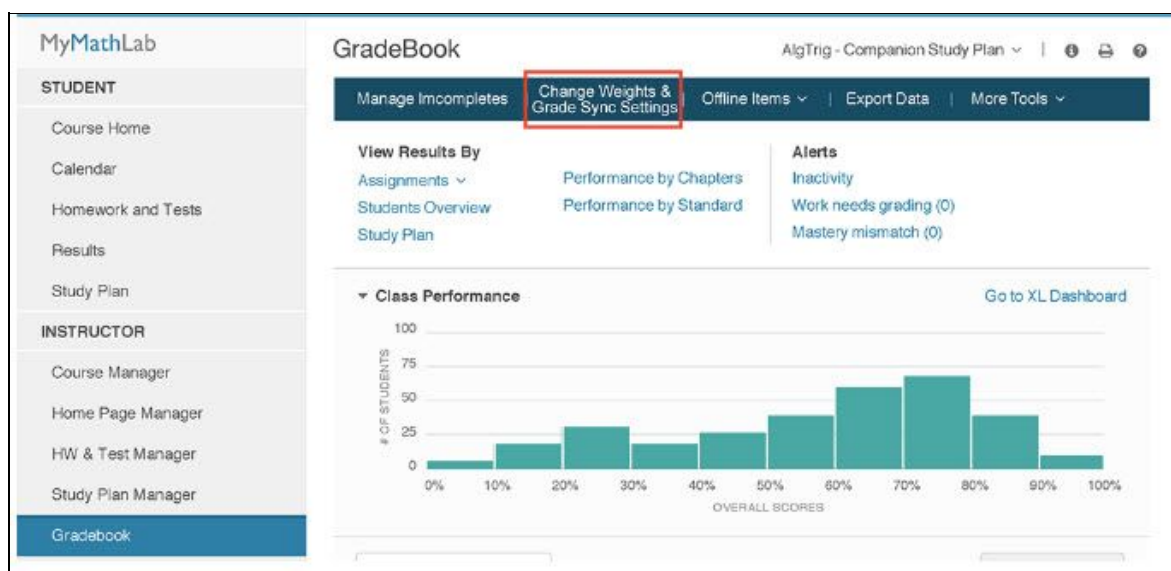 MyMathLab
STUDENT
Course Home
Calendar
Homework and Tests
Results
Study Plan
INSTRUCTOR
Course Manager
Home Page Manager
HW & Test Manager
Study Plan Manager
Gradebook
GradeBook
AlgTrig - Companion Study Plan
Manage Imcompletes | Change Weights &
Grade Sync Settings | Offline Items | Export Data | More Tools
View Results By
Assignments
Students Overview
Study Plan
Performance by Chapters
Performance by Standard
Alerts
Inactivity
Work needs grading (0)
Mastery mismatch (0)
Class Performance
Go to XL Dashboard
# OF STUDENTS
100
75
50
25
0
0% 10% 20% 30% 40% 50% 60% 70% 80% 90% 100%
OVERALL SCORES